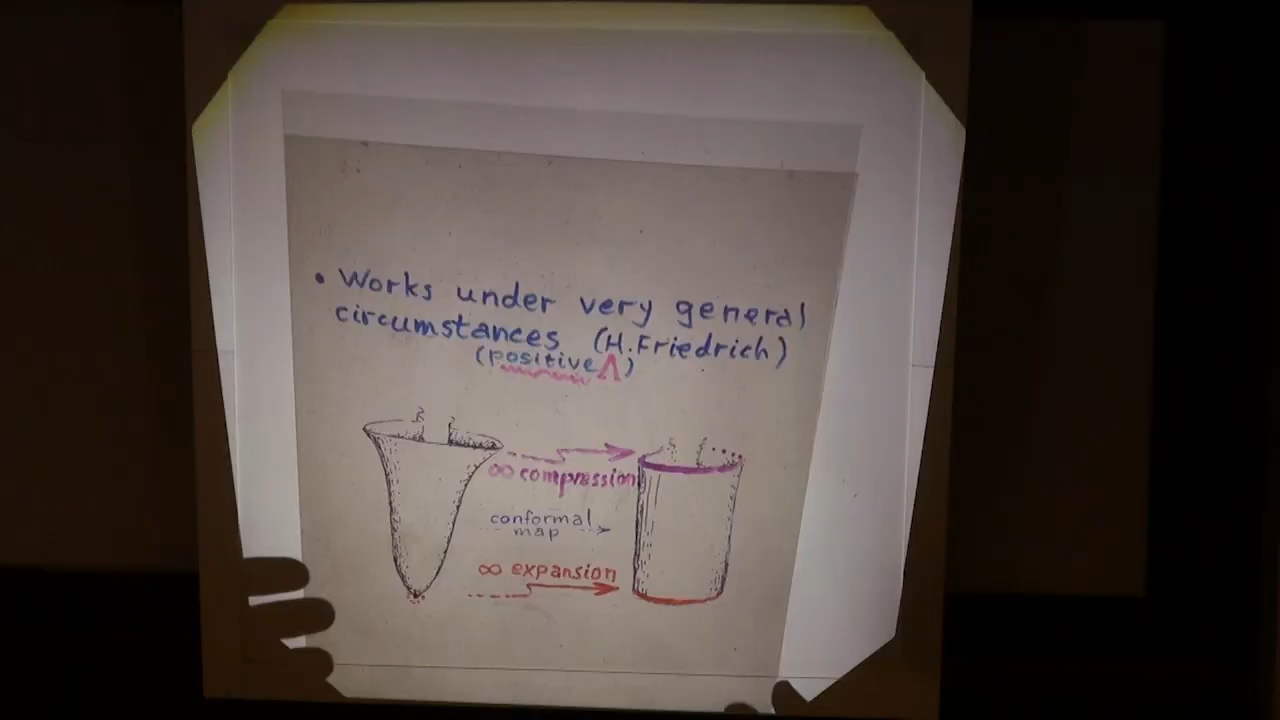 • Works under very general
circumstances (H.Friedrich)
(positive Λ)
∞ compression
conformal
map
∞ expansion